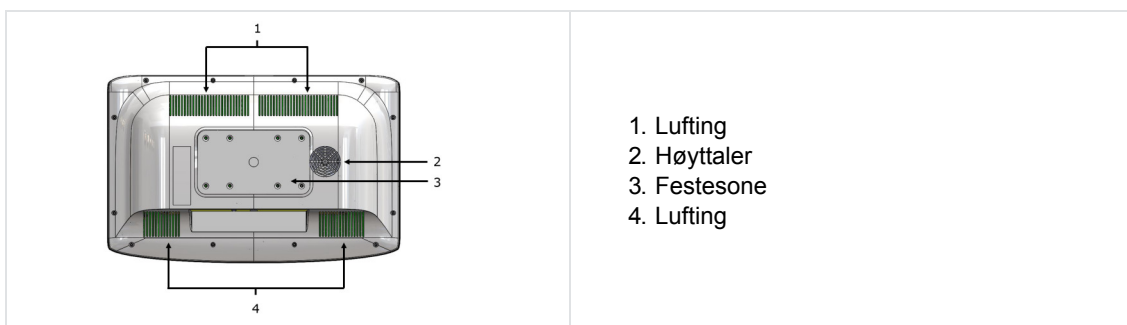 1
2
3
4
1. Lufting
2. Høyttaler
3. Festesone
4. Lufting